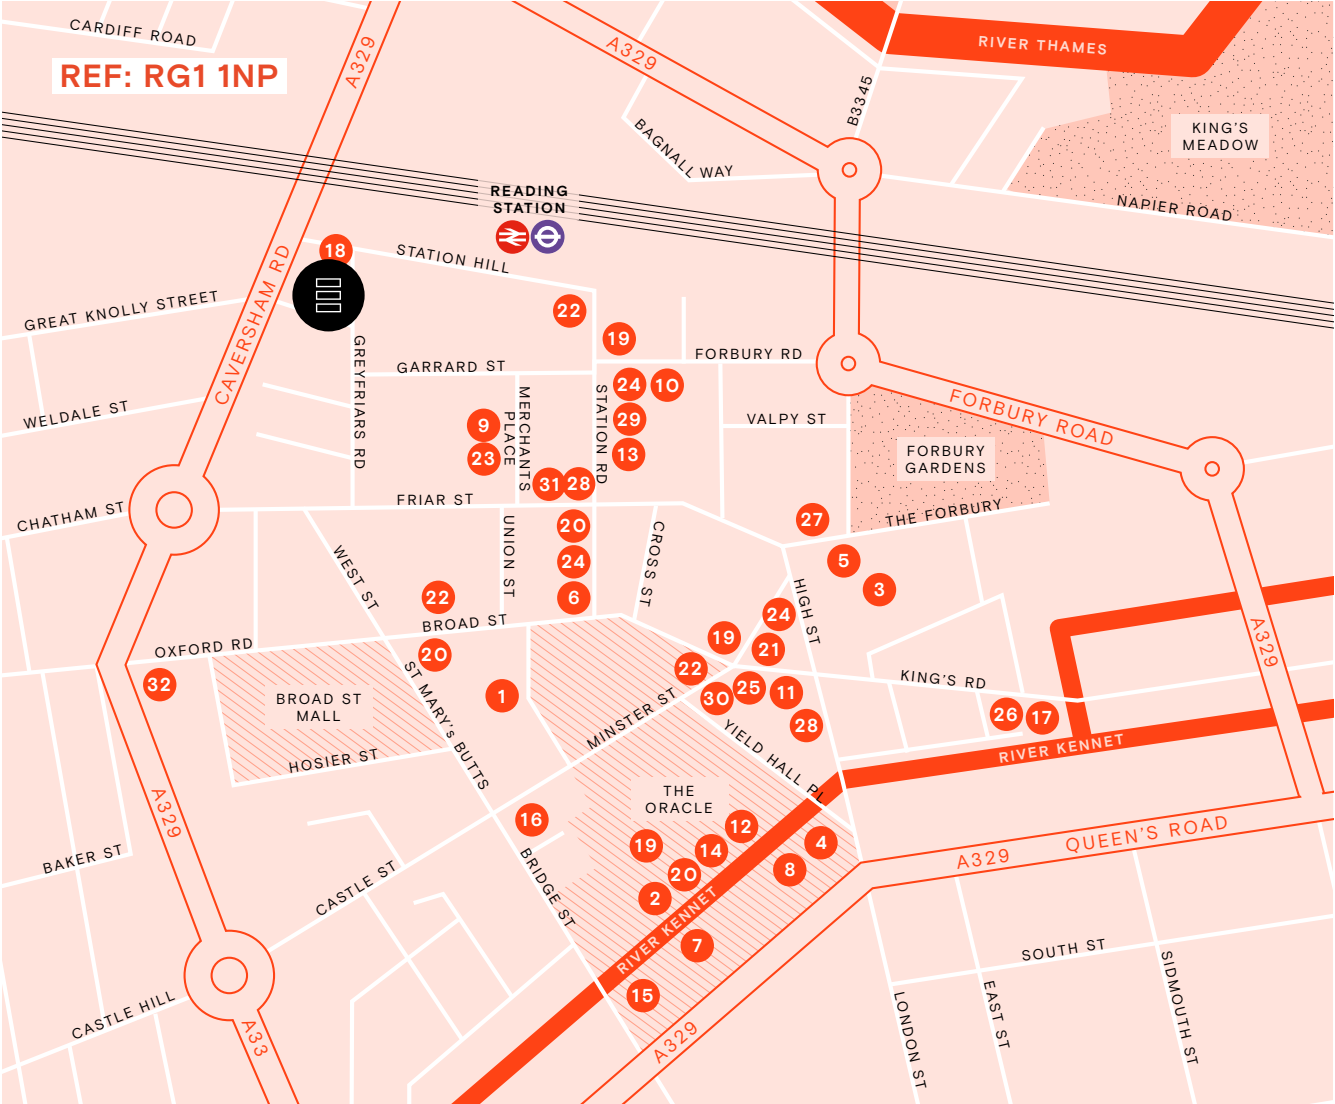 CARDIFF ROAD
REF: RG1 1NP
A329
A329
RIVER THAMES
B3345
BAGNALL WAY
KING'S
MEADOW
NAPIER ROAD
READING
STATION
18
STATION HILL
CAVERSHAM RD
GREAT KNOLLY STREET
22
19
GREYFRIARS RD
GARRARD ST
FORBURY RD
24
10
WELDALE ST
MERCHANTS
PLACE
STATION RD
9
29
VALPY ST
FORBURY ROAD
23
13
FORBURY
GARDENS
31
28
FRIAR ST
CHATHAM ST
THE FORBURY
27
20
UNION ST
CROSS ST
WEST ST
24
5
3
22
6
HIGH ST
24
BROAD ST
19
21
A329
OXFORD RD
20
22
32
ST MARY's BUTTS
BROAD ST
MALL
1
30
25
11
KING'S RD
26
17
MINSTER ST
28
YIELD HALL PL
HOSIER ST
RIVER KENNET
THE
ORACLE
A329
16
12
19
14
4
QUEEN'S ROAD
A329
BAKER ST
20
8
BRIDGE ST
CASTLE ST
2
RIVER KENNET
7
SOUTH ST
15
SIDMOUTH ST
EAST ST
LONDON ST
CASTLE HILL
A33
A329